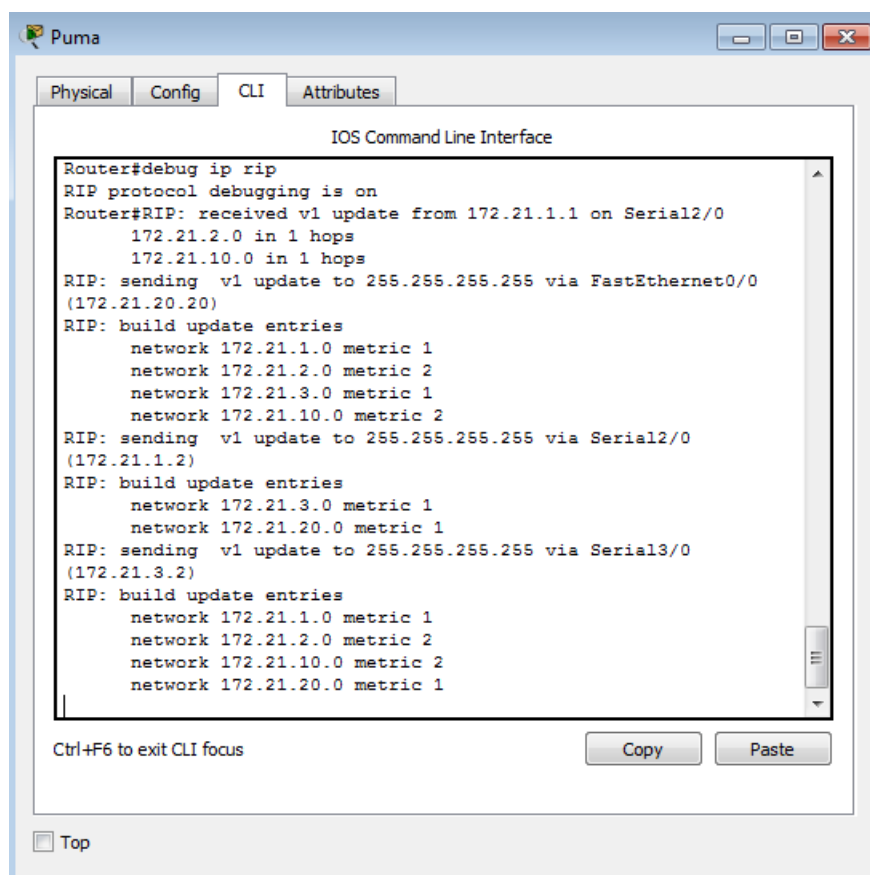 Puma
Physical Config CLI Attributes
IOS Command Line Interface
Router#debug ip rip
RIP protocol debugging is on
Router#RIP: received v1 update from 172.21.1.1 on Serial2/0
172.21.2.0 in 1 hops
172.21.10.0 in 1 hops
RIP: sending  v1 update to 255.255.255.255 via FastEthernet0/0
(172.21.20.20)
RIP: build update entries
network 172.21.1.0 metric 1
network 172.21.2.0 metric 2
network 172.21.3.0 metric 1
network 172.21.10.0 metric 2
RIP: sending  v1 update to 255.255.255.255 via Serial2/0
(172.21.1.2)
RIP: build update entries
network 172.21.3.0 metric 1
network 172.21.20.0 metric 1
RIP: sending  v1 update to 255.255.255.255 via Serial3/0
(172.21.3.2)
RIP: build update entries
network 172.21.1.0 metric 1
network 172.21.2.0 metric 2
network 172.21.10.0 metric 2
network 172.21.20.0 metric 1
Ctrl+F6 to exit CLI focus
Copy Paste
Top